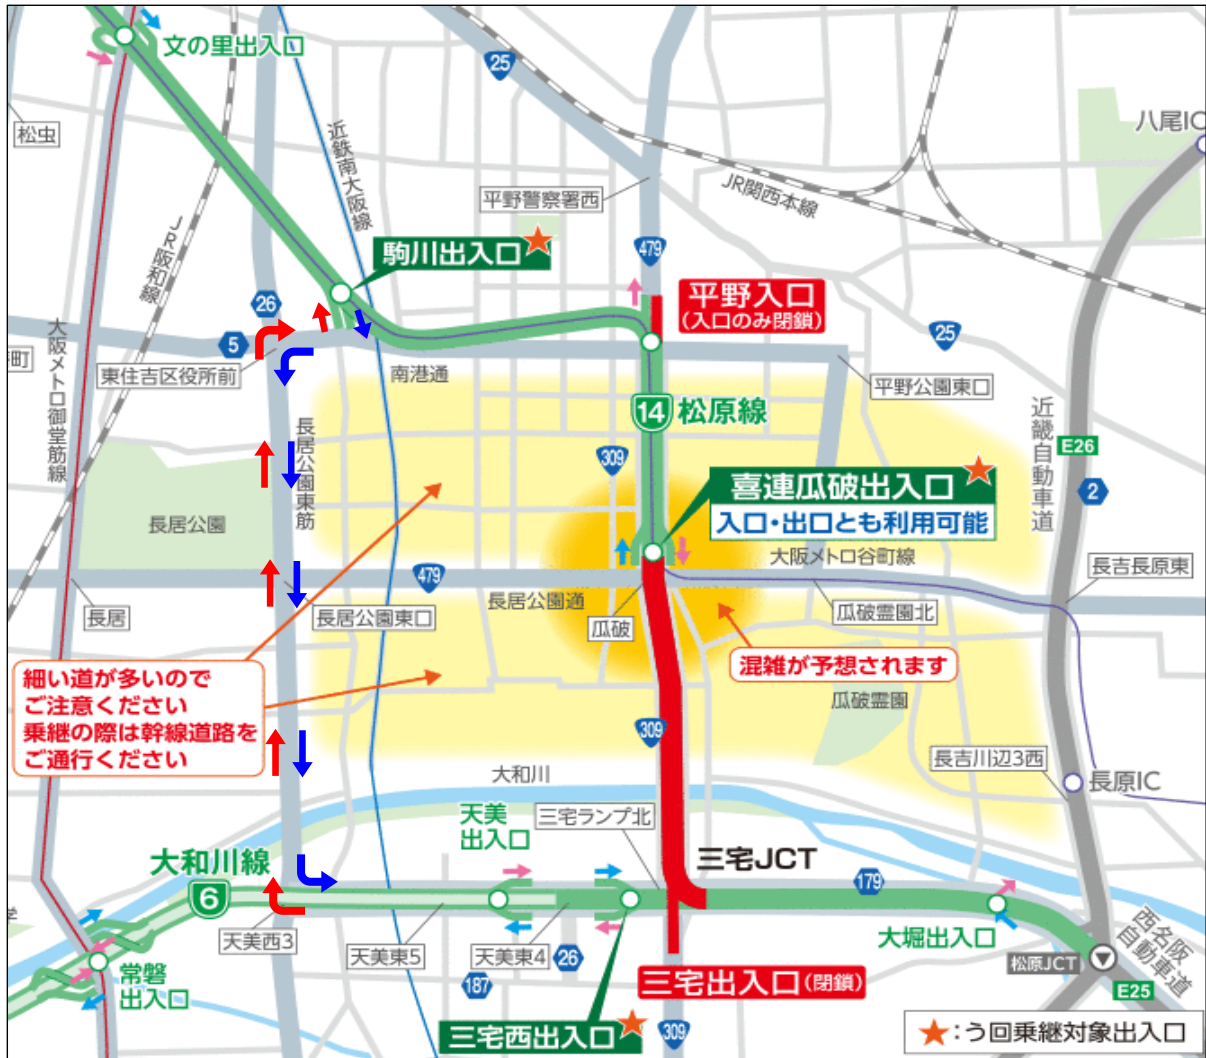 文の里出入口
25
八尾IC
松虫
近鉄南大阪線
JR関西本線
平野警察署西
JR阪和線
駒川出入口
479
平野入口
(入口のみ閉鎖)
26
25
5
大阪メトロ御堂筋線
町
東住吉区役所前
南港通
平野公園東口
14
松原線
近畿自動車道
E26
長居公園東筋
309
喜連瓜破出入口
入口・出口とも利用可能
2
長居公園
大阪メトロ谷町線
長吉長原東
479
長居公園通
長居
長居公園東口
瓜破
瓜破霊園北
混雑が予想されます
細い道が多いので
ご注意ください
乗継の際は幹線道路を
ご通行ください
瓜破霊園
309
長吉川辺3西
大和川
長原IC
天美
出入口
三宅ランプ北
大和川線
6
三宅JCT
179
天美西3
天美東5
天美東4
26
大堀出入口
西名阪
自動車道
松原JCT
常磐
出入口
187
三宅出入口(閉鎖)
E25
三宅西出入口
309
★:う回乗継対象出入口